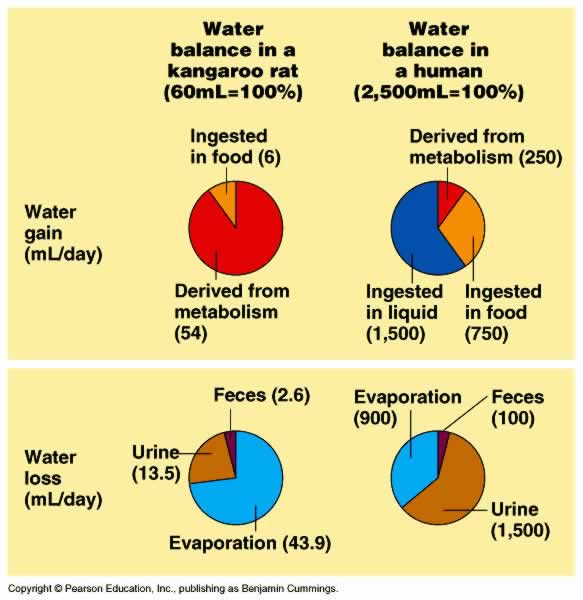 Water
balance in a
kangaroo rat
(60mL=100%)
Water
balance in
a human
(2,500mL=100%)
Water
gain
(mL/day)
Ingested
in food (6)
Derived from
metabolism
(54)
Derived from
metabolism (250)
Ingested
in liquid
(1,500)
Ingested
in food
(750)
Water
loss
(mL/day)
Feces (2.6)
Urine
(13.5)
Evaporation (43.9)
Evaporation
(900)
Feces
(100)
Urine
(1,500)
Copyright © Pearson Education, Inc., publishing as Benjamin Cummings.